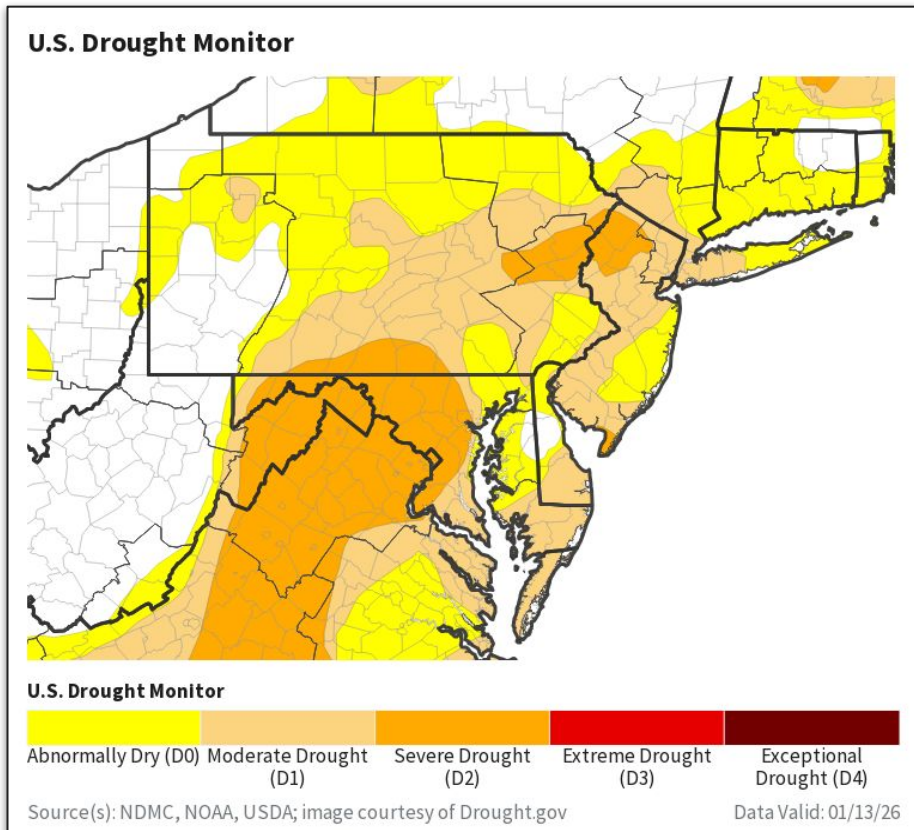 U.S. Drought Monitor
U.S. Drought Monitor
Abnormally Dry (D0)
Moderate Drought
(D1)
Severe Drought
(D2)
Extreme Drought
(D3)
Exceptional
Drought (D4)
Source(s): NDMC, NOAA, USDA; image courtesy of Drought.gov
Data Valid: 01/13/26